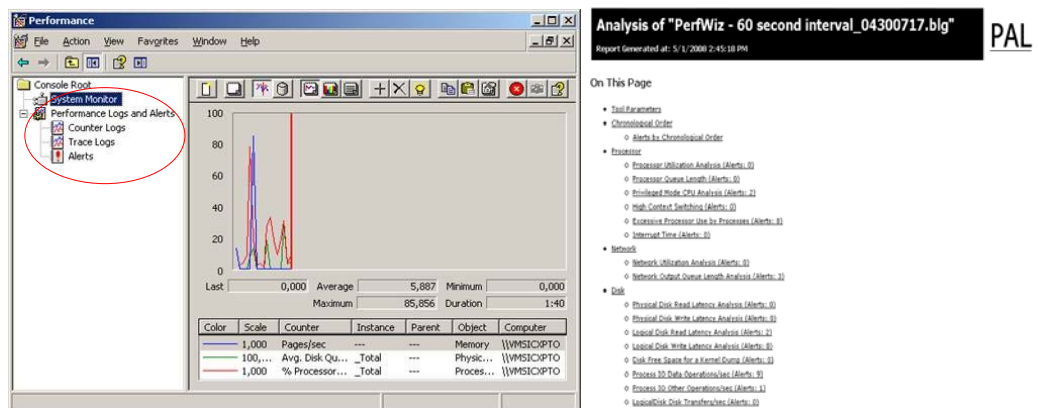 Performance
File Action View Favorites Window Help
Console Root
System Monitor
Performance Logs and Alerts
Counter Logs
Trace Logs
Alerts
100
80
60
40
20
0
Last 0,000 Average 5,887 Minimum 0,000
Maximum 85,856 Duration 1:40
Color Scale Counter Instance Parent Object Computer
1,000 Pages/sec --- --- Memory \\VMSICXPTO
100,... Avg. Disk Qu... _Total --- Physic... \\VMSICXPTO
1,000 % Processor... _Total --- Proces... \\VMSICXPTO
Analysis of "PerfWiz - 60 second interval_04300717.blg"
Report Generated at: 5/1/2008 2:45:18 PM
PAL
On This Page
Tool Parameters
Chronological Order
Alerts by Chronological Order
Processor
Processor Utilization Analysis (Alerts: 0)
Processor Queue Length (Alerts: 0)
Privileged Mode CPU Analysis (Alerts: 2)
High Context Switching (Alerts: 0)
Excessive Processor Use by Processes (Alerts: 8)
Interrupt Time (Alerts: 0)
Network
Network Utilization Analysis (Alerts: 0)
Network Output Queue Length Analysis (Alerts: 3)
Disk
Physical Disk Read Latency Analysis (Alerts: 0)
Physical Disk Write Latency Analysis (Alerts: 0)
Logical Disk Read Latency Analysis (Alerts: 2)
Logical Disk Write Latency Analysis (Alerts: 8)
Disk Free Space for a Kernel Dump (Alerts: 0)
Process IO Data Operations/sec (Alerts: 9)
Process IO Other Operations/sec (Alerts: 1)
LogicalDisk Disk Transfers/sec (Alerts: 0)